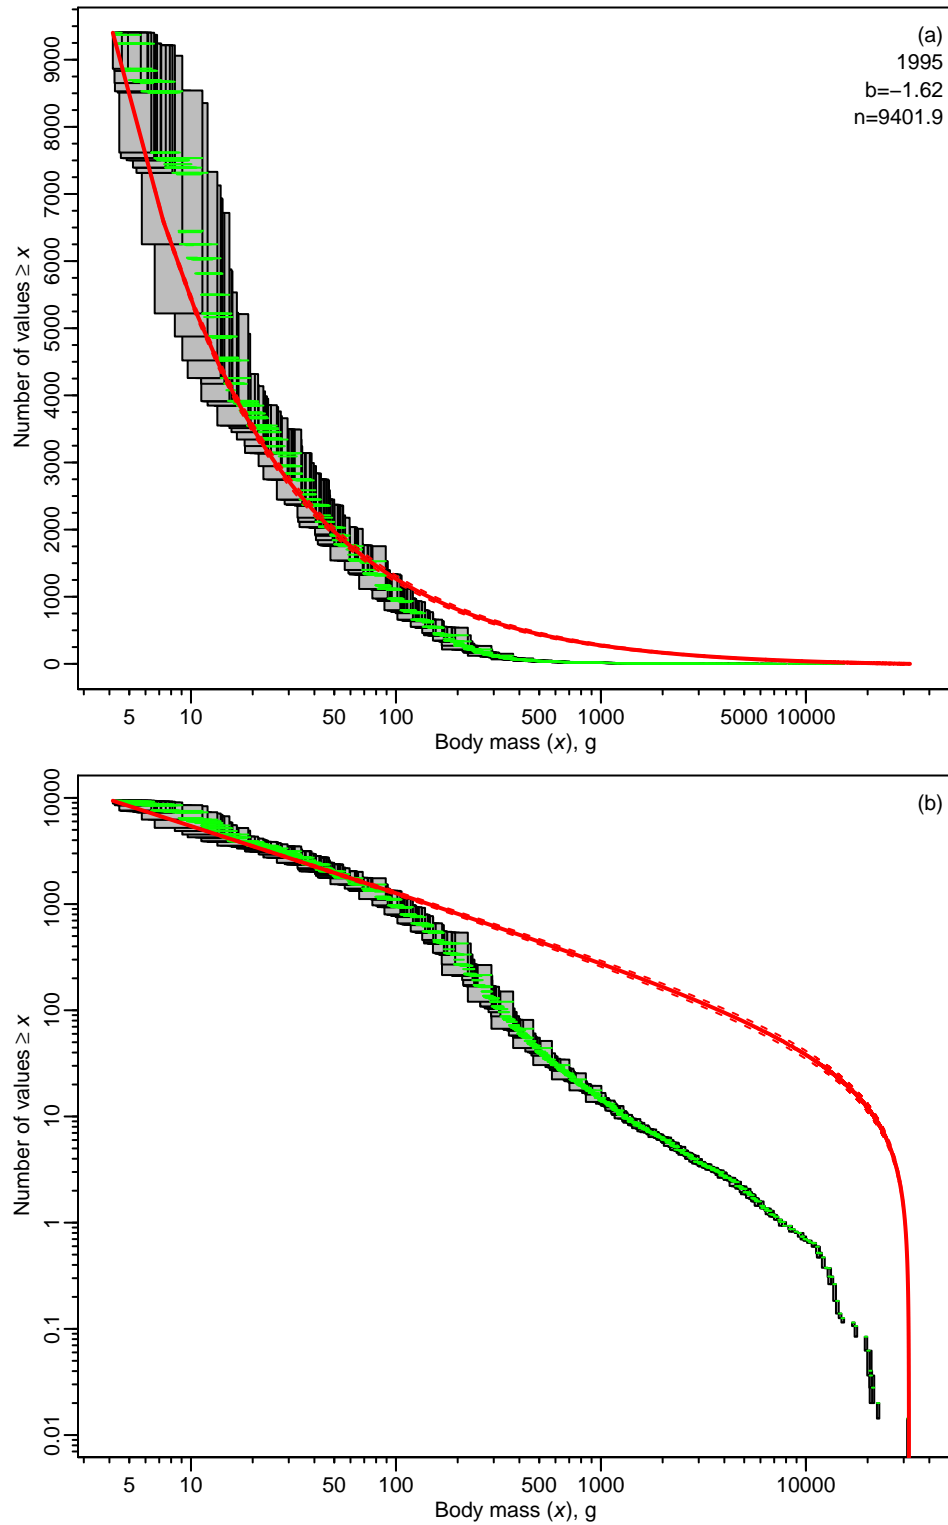 (a)
1995
b=−1.62
n=9401.9
Number of values ≥ x
0 1000 2000 3000 4000 5000 6000 7000 8000 9000
5 10 50 100 500 1000 5000 10000
Body mass (x), g
(b)
Number of values ≥ x
0.01 0.1 1 10 100 1000 10000
5 10 50 100 500 1000 10000
Body mass (x), g